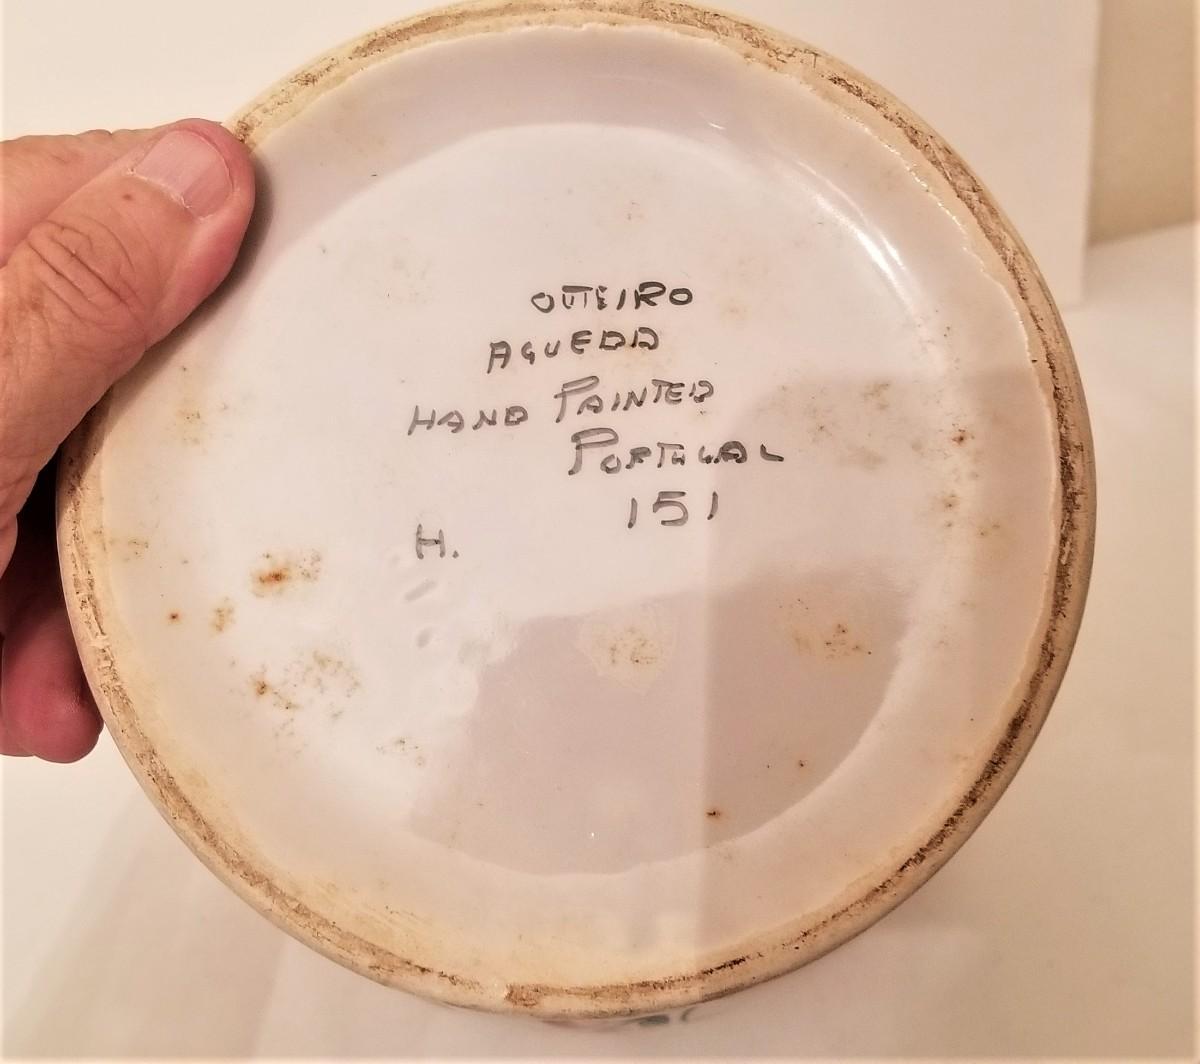 OUTEIRO
AGUEDA
HAND PAINTED
PORTUGAL
151
H.